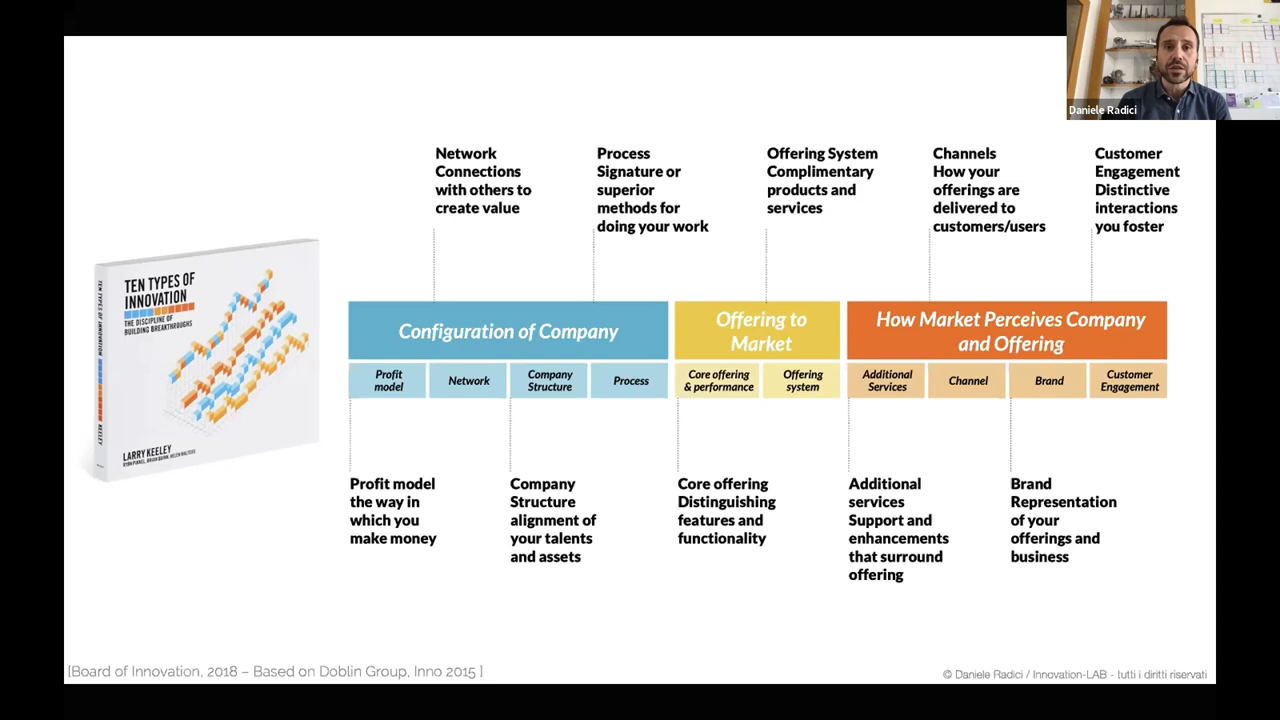 Daniele Radici
Network
Connections
with others to
create value
Process
Signature or
superior
methods for
doing your work
Offering System
Complimentary
products and
services
Channels
How your
offerings are
delivered to
customers/users
Customer
Engagement
Distinctive
interactions
you foster
TEN TYPES OF
INNOVATION
THE DISCIPLINE OF
BUILDING BREAKTHROUGHS
LARRY KEELEY
TEN TYPES OF INNOVATION
KEELEY
Configuration of Company
Offering to
Market
How Market Perceives Company
and Offering
Profit
model
Network
Company
Structure
Process
Core offering
& performance
Offering
system
Additional
Services
Channel
Brand
Customer
Engagement
Profit model
the way in
which you
make money
Company
Structure
alignment of
your talents
and assets
Core offering
Distinguishing
features and
functionality
Additional
services
Support and
enhancements
that surround
offering
Brand
Representation
of your
offerings and
business
[Board of Innovation, 2018 – Based on Doblin Group, Inno 2015 ]
© Daniele Radici / Innovation-LAB - tutti i diritti riservati